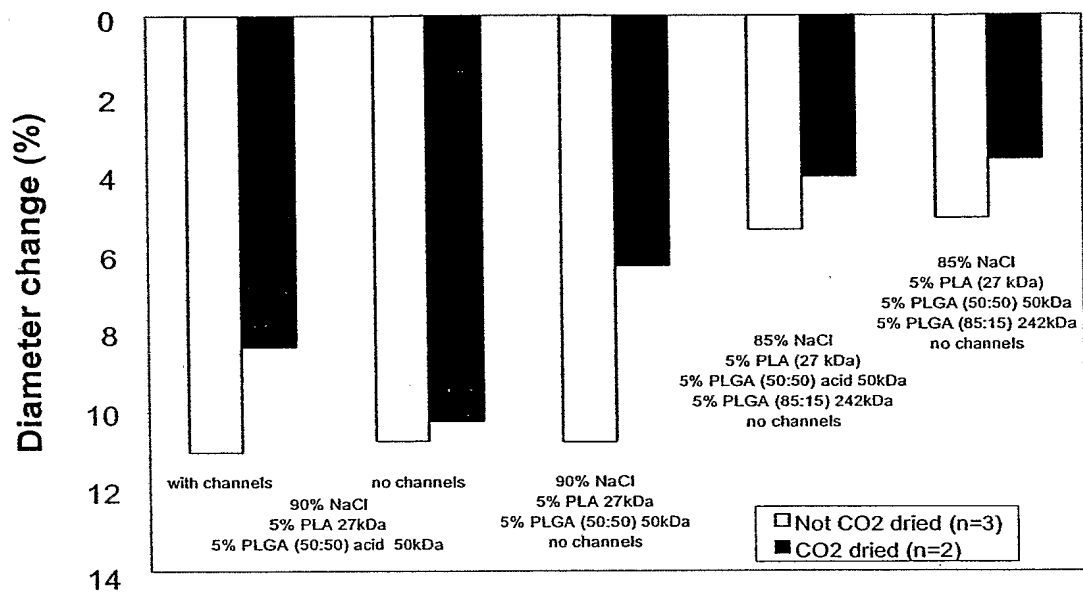 Diameter change (%)
0
2
4
6
8
10
12
14
with channels
no channels
90% NaCl
5% PLA 27kDa
5% PLGA (50:50) acid 50kDa
90% NaCl
5% PLA 27kDa
5% PLGA (50:50) 50kDa
no channels
85% NaCl
5% PLA (27 kDa)
5% PLGA (50:50) acid 50kDa
5% PLGA (85:15) 242kDa
no channels
85% NaCl
5% PLA (27 kDa)
5% PLGA (50:50) 50kDa
5% PLGA (85:15) 242kDa
no channels
Not CO2 dried (n=3)
CO2 dried (n=2)